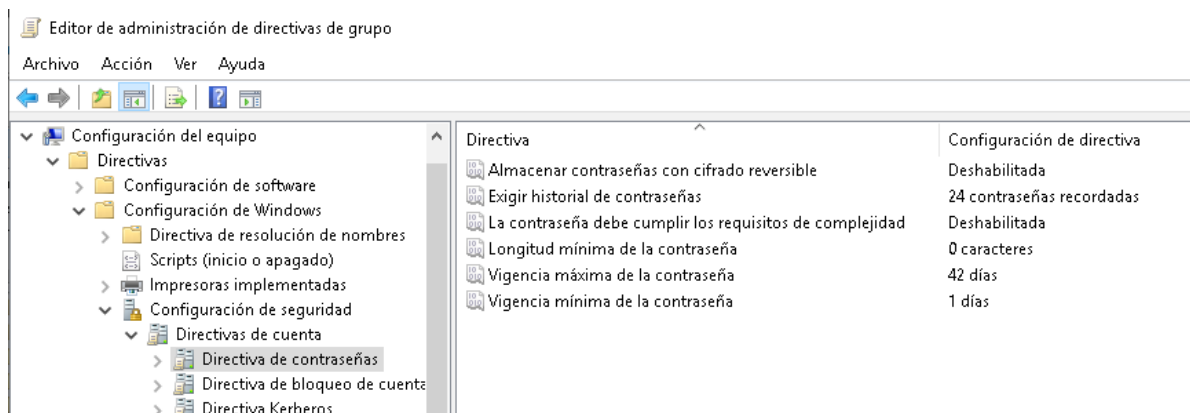 Editor de administración de directivas de grupo
Archivo Acción Ver Ayuda
Configuración del equipo
Directivas
Configuración de software
Configuración de Windows
Directiva de resolución de nombres
Scripts (inicio o apagado)
Impresoras implementadas
Configuración de seguridad
Directivas de cuenta
Directiva de contraseñas
Directiva de bloqueo de cuenta
Directiva Kerberos
Directiva Configuración de directiva
Almacenar contraseñas con cifrado reversible Deshabilitada
Exigir historial de contraseñas 24 contraseñas recordadas
La contraseña debe cumplir los requisitos de complejidad Deshabilitada
Longitud mínima de la contraseña 0 caracteres
Vigencia máxima de la contraseña 42 días
Vigencia mínima de la contraseña 1 días